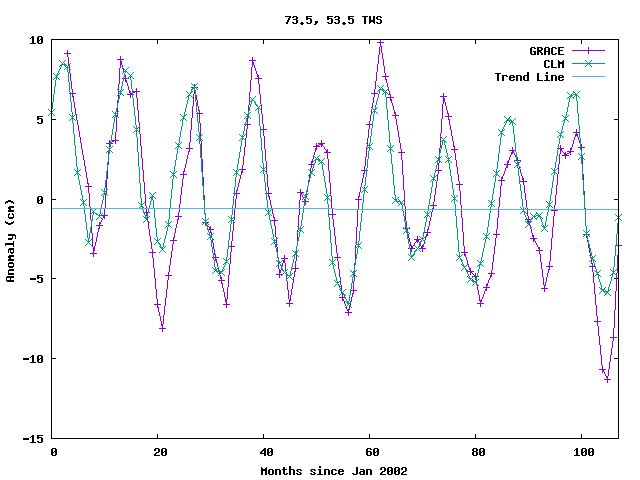 73.5, 53.5 TWS
GRACE
CLM
Trend Line
10
5
0
-5
-10
-15
Anomaly (cm)
0 20 40 60 80 100
Months since Jan 2002